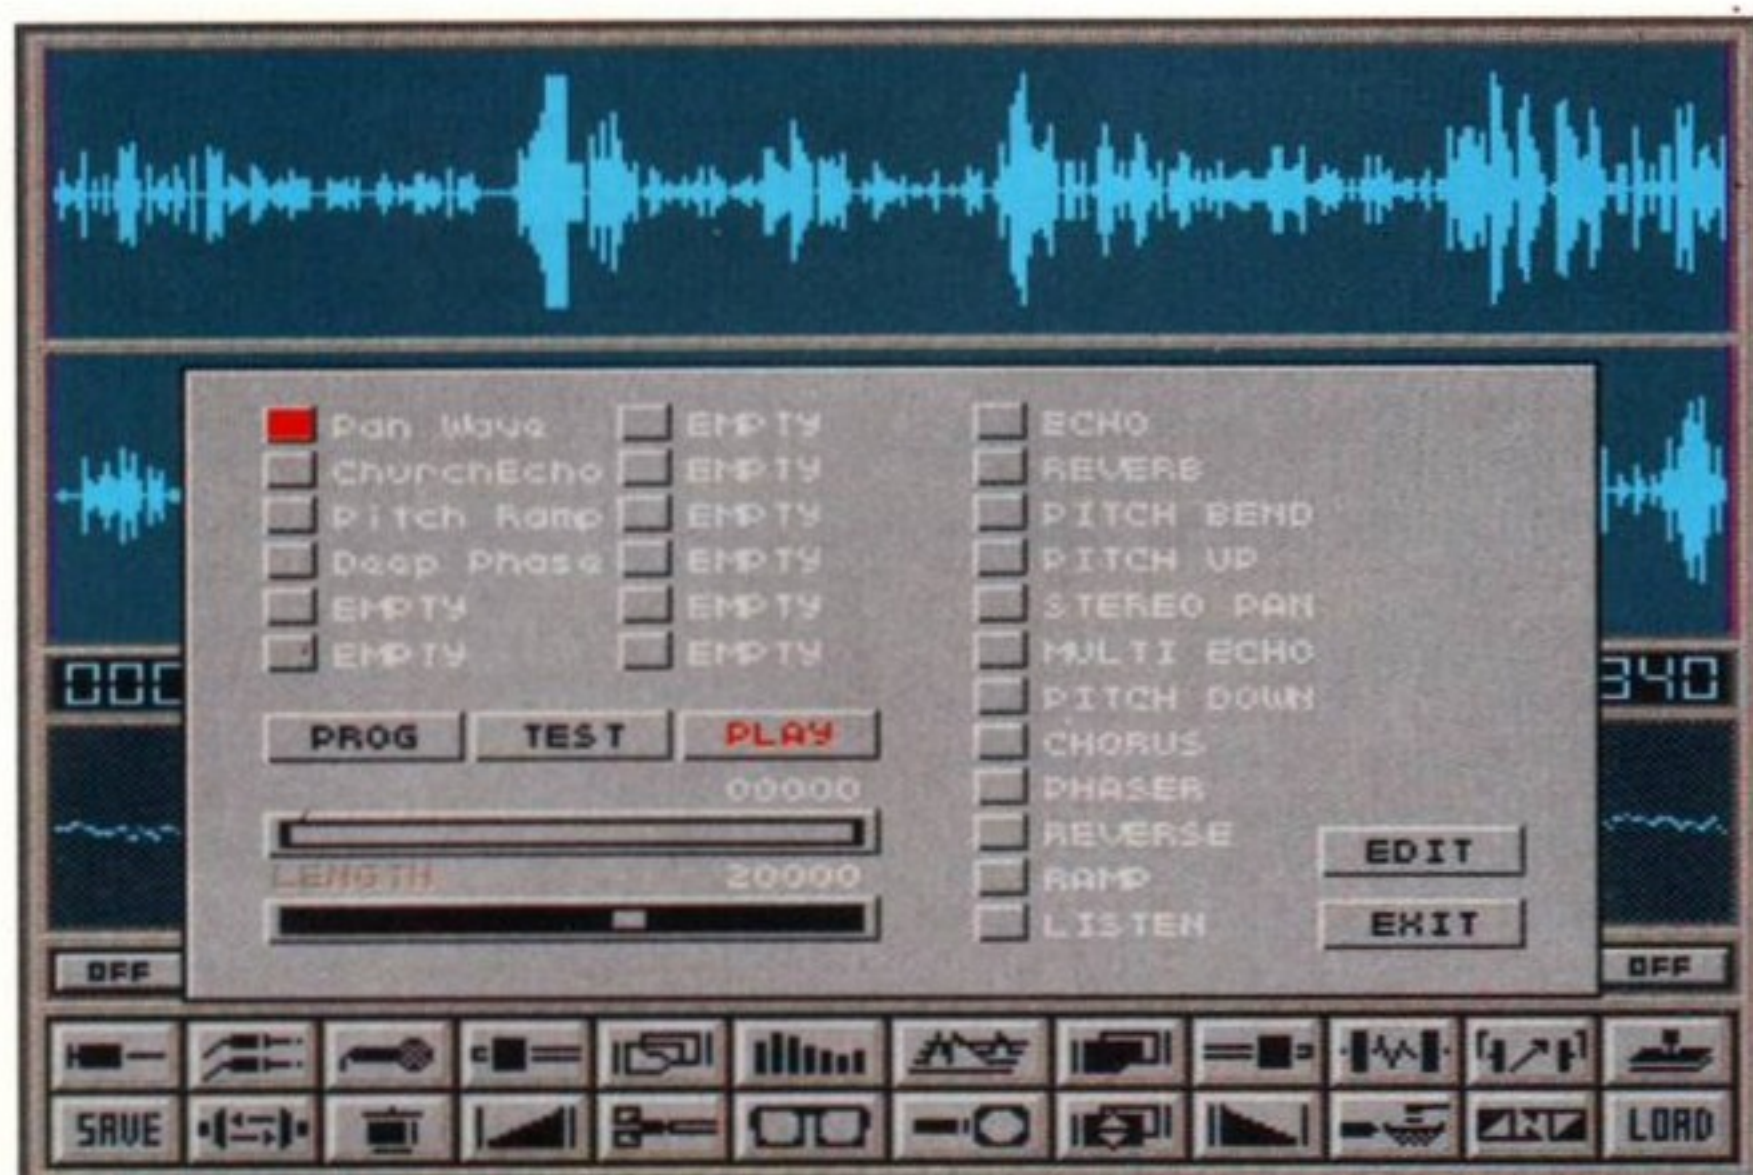 Pan Wave EMPTY ECHO
ChurchEcho EMPTY REVERB
Pitch Ramp EMPTY PITCH BEND
Deep Phase EMPTY PITCH UP
EMPTY EMPTY STEREO PAN
EMPTY EMPTY MULTI ECHO
000 340
PITCH DOWN
PROG TEST PLAY CHORUS
00000 PHASER
REVERSE EDIT
LENGTH 20000 RAMP
LISTEN EXIT
OFF OFF
SAVE LOAD